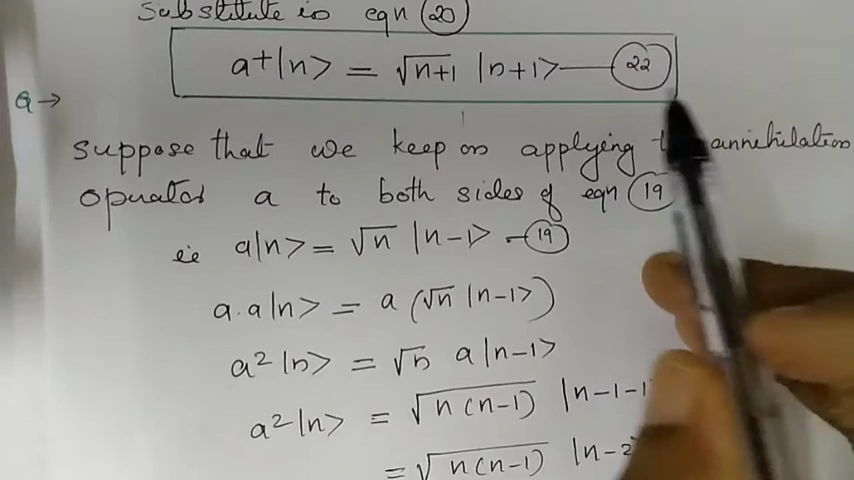 Substitute in eqn (20)
a†|n> = √n+1 |n+1> — (22)
a →
suppose that we keep on applying annihilation
operator a to both sides of eqn (19)
ie a|n> = √n |n-1> - (19)
a·a|n> = a (√n |n-1>)
a²|n> = √n a|n-1>
a²|n> = √n(n-1) |n-1-1
= √n(n-1) |n-2